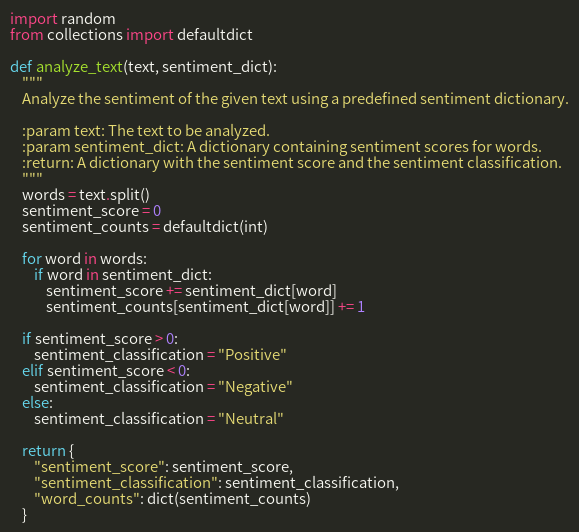 import random
from collections import defaultdict

def analyze_text(text, sentiment_dict):
    """
    Analyze the sentiment of the given text using a predefined sentiment dictionary.

    :param text: The text to be analyzed.
    :param sentiment_dict: A dictionary containing sentiment scores for words.
    :return: A dictionary with the sentiment score and the sentiment classification.
    """
    words = text.split()
    sentiment_score = 0
    sentiment_counts = defaultdict(int)

    for word in words:
        if word in sentiment_dict:
            sentiment_score += sentiment_dict[word]
            sentiment_counts[sentiment_dict[word]] += 1

    if sentiment_score > 0:
        sentiment_classification = "Positive"
    elif sentiment_score < 0:
        sentiment_classification = "Negative"
    else:
        sentiment_classification = "Neutral"

    return {
        "sentiment_score": sentiment_score,
        "sentiment_classification": sentiment_classification,
        "word_counts": dict(sentiment_counts)
    }